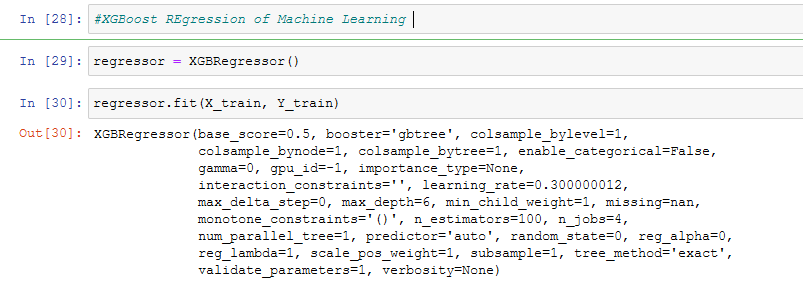 In [28]: #XGBoost REgression of Machine Learning
In [29]: regressor = XGBRegressor()
In [30]: regressor.fit(X_train, Y_train)
Out[30]: XGBRegressor(base_score=0.5, booster='gbtree', colsample_bylevel=1,
colsample_bynode=1, colsample_bytree=1, enable_categorical=False,
gamma=0, gpu_id=-1, importance_type=None,
interaction_constraints='', learning_rate=0.300000012,
max_delta_step=0, max_depth=6, min_child_weight=1, missing=nan,
monotone_constraints='()', n_estimators=100, n_jobs=4,
num_parallel_tree=1, predictor='auto', random_state=0, reg_alpha=0,
reg_lambda=1, scale_pos_weight=1, subsample=1, tree_method='exact',
validate_parameters=1, verbosity=None)